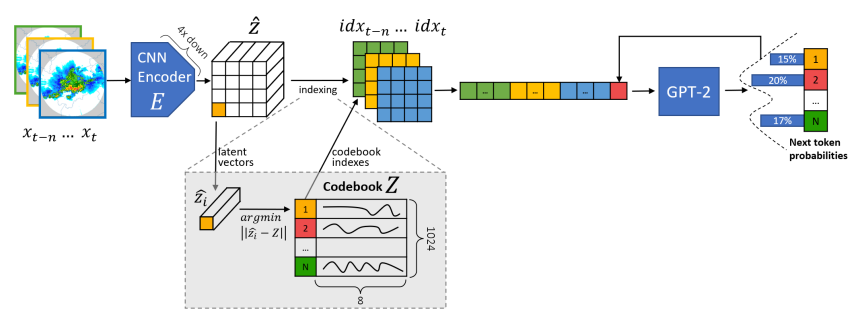 x_{t−n} … x_t
CNN
Encoder
E
4x down
ẑ
idx_{t−n} … idx_t
indexing
latent
vectors
codebook
indexes
Codebook Z
ẑ_i
argmin
||ẑ_i − Z||
1
2
...
N
1024
8
...
...
...
GPT-2
15%
20%
17%
1
2
...
N
Next token
probabilities